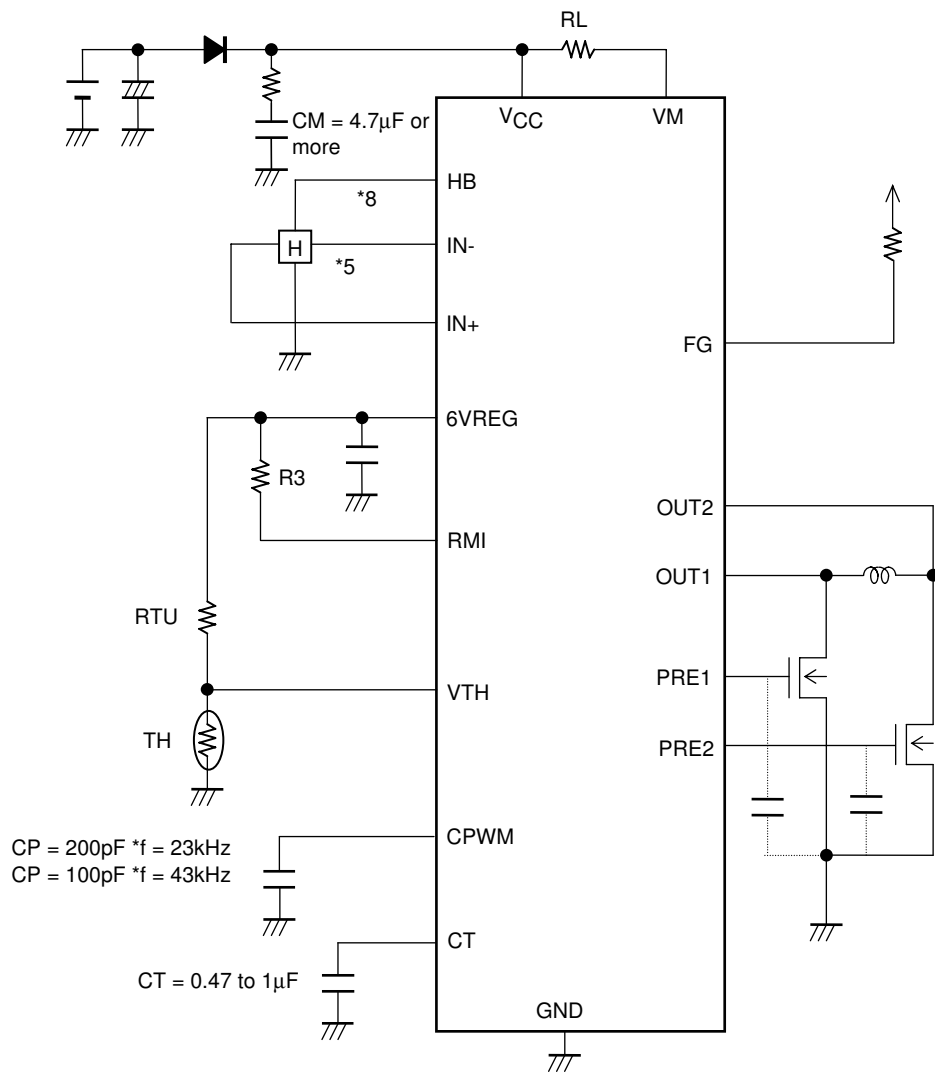 RL
VCC
VM
CM = 4.7μF or
more
HB
*8
H
IN-
*5
IN+
FG
6VREG
R3
OUT2
RMI
OUT1
RTU
PRE1
VTH
TH
PRE2
CPWM
CP = 200pF *f = 23kHz
CP = 100pF *f = 43kHz
CT
CT = 0.47 to 1μF
GND